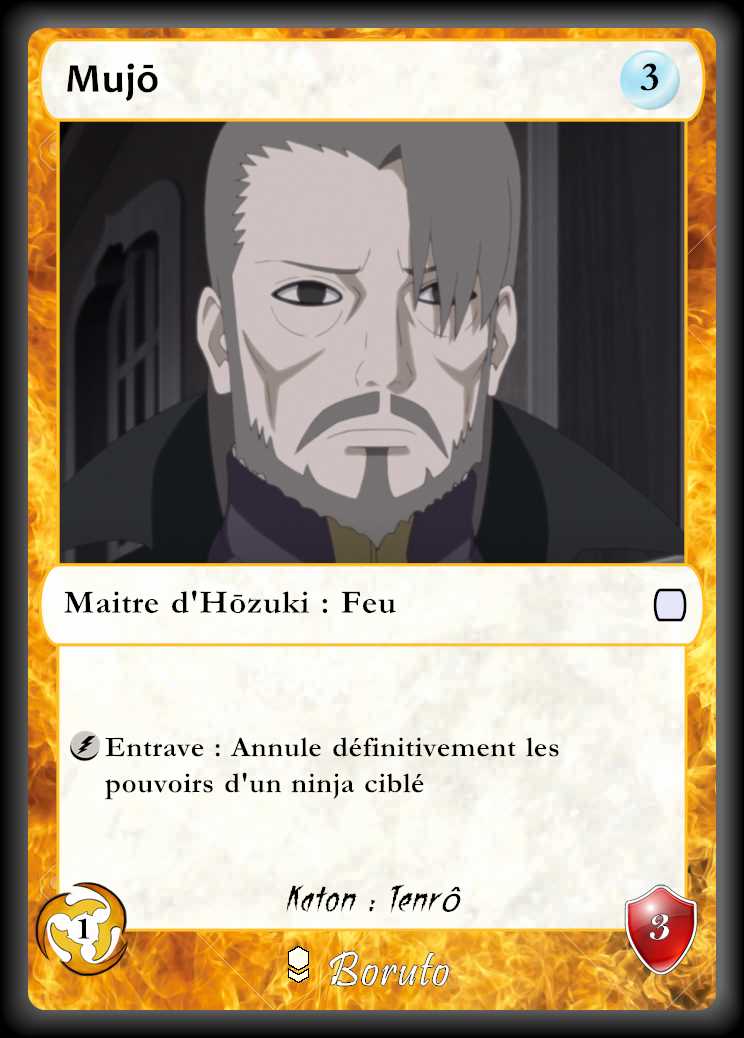 Mujō
3
Maitre d'Hōzuki : Feu
Entrave : Annule définitivement les
pouvoirs d'un ninja ciblé
Katon : Tenrô
1
3
Boruto